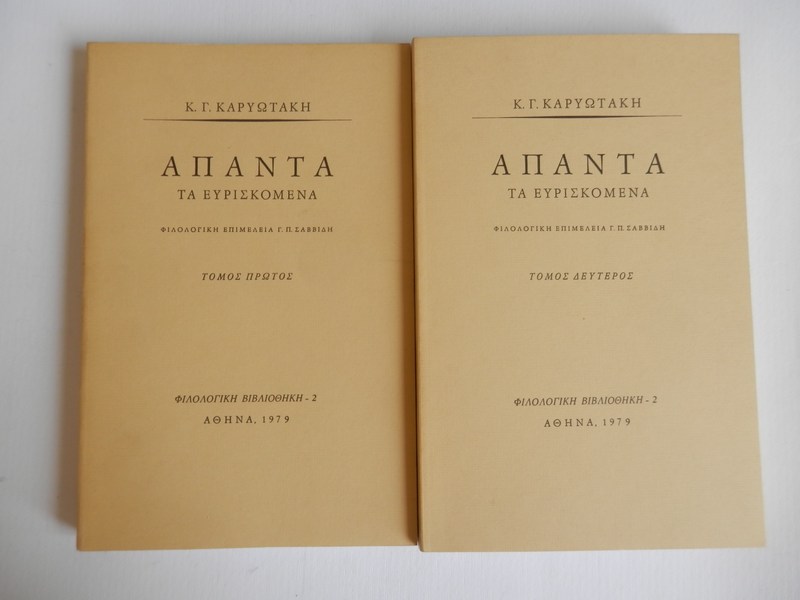 Κ. Γ. ΚΑΡΥΩΤΑΚΗ
ΑΠΑΝΤΑ
ΤΑ ΕΥΡΙΣΚΟΜΕΝΑ
ΦΙΛΟΛΟΓΙΚΗ ΕΠΙΜΕΛΕΙΑ Γ. Π. ΣΑΒΒΙΔΗ
ΤΟΜΟΣ ΠΡΩΤΟΣ
ΦΙΛΟΛΟΓΙΚΗ ΒΙΒΛΙΟΘΗΚΗ - 2
ΑΘΗΝΑ, 1979
Κ. Γ. ΚΑΡΥΩΤΑΚΗ
ΑΠΑΝΤΑ
ΤΑ ΕΥΡΙΣΚΟΜΕΝΑ
ΦΙΛΟΛΟΓΙΚΗ ΕΠΙΜΕΛΕΙΑ Γ. Π. ΣΑΒΒΙΔΗ
ΤΟΜΟΣ ΔΕΥΤΕΡΟΣ
ΦΙΛΟΛΟΓΙΚΗ ΒΙΒΛΙΟΘΗΚΗ - 2
ΑΘΗΝΑ, 1979